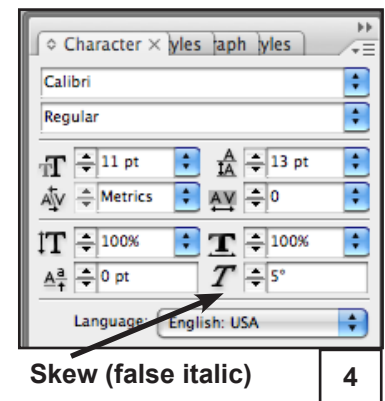 Character × yles raph yles
Calibri
Regular
11 pt 13 pt
Metrics 0
100% 100%
0 pt 5°
Language: English: USA
Skew (false italic)
4